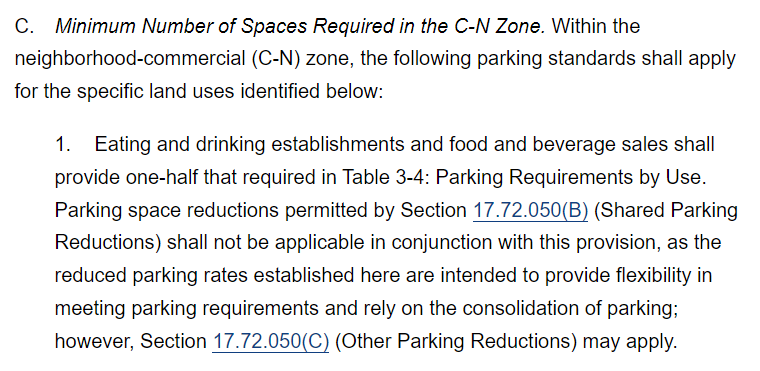 C. Minimum Number of Spaces Required in the C-N Zone. Within the
neighborhood-commercial (C-N) zone, the following parking standards shall apply
for the specific land uses identified below:
1. Eating and drinking establishments and food and beverage sales shall
provide one-half that required in Table 3-4: Parking Requirements by Use.
Parking space reductions permitted by Section 17.72.050(B) (Shared Parking
Reductions) shall not be applicable in conjunction with this provision, as the
reduced parking rates established here are intended to provide flexibility in
meeting parking requirements and rely on the consolidation of parking;
however, Section 17.72.050(C) (Other Parking Reductions) may apply.